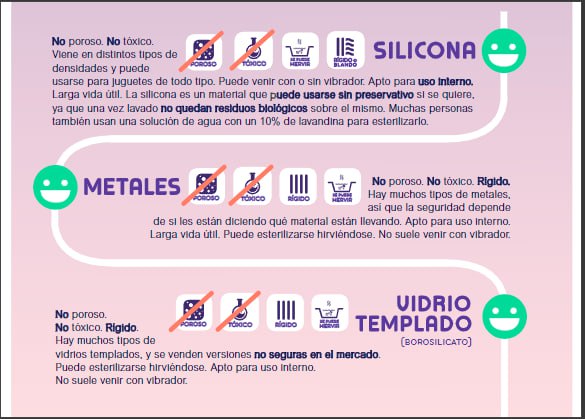 No poroso. No tóxico.
Viene en distintos tipos de
densidades y puede
POROSO
TÓXICO
SE PUEDE HERVIR
RÍGIDO o BLANDO
SILICONA
usarse para juguetes de todo tipo. Puede venir con o sin vibrador. Apto para uso interno.
Larga vida útil. La silicona es un material que puede usarse sin preservativo si se quiere,
ya que una vez lavado no quedan residuos biológicos sobre el mismo. Muchas personas
también usan una solución de agua con un 10% de lavandina para esterilizarlo.
METALES
POROSO
TÓXICO
RÍGIDO
SE PUEDE HERVIR
No poroso. No tóxico. Rígido.
Hay muchos tipos de metales,
así que la seguridad depende
de si les están diciendo qué material están llevando. Apto para uso interno.
Larga vida útil. Puede esterilizarse hirviéndose. No suele venir con vibrador.
POROSO
TÓXICO
RÍGIDO
SE PUEDE HERVIR
VIDRIO
TEMPLADO
(BOROSILICATO)
No poroso.
No tóxico. Rígido.
Hay muchos tipos de
vidrios templados, y se venden versiones no seguras en el mercado.
Puede esterilizarse hirviéndose. Apto para uso interno.
No suele venir con vibrador.